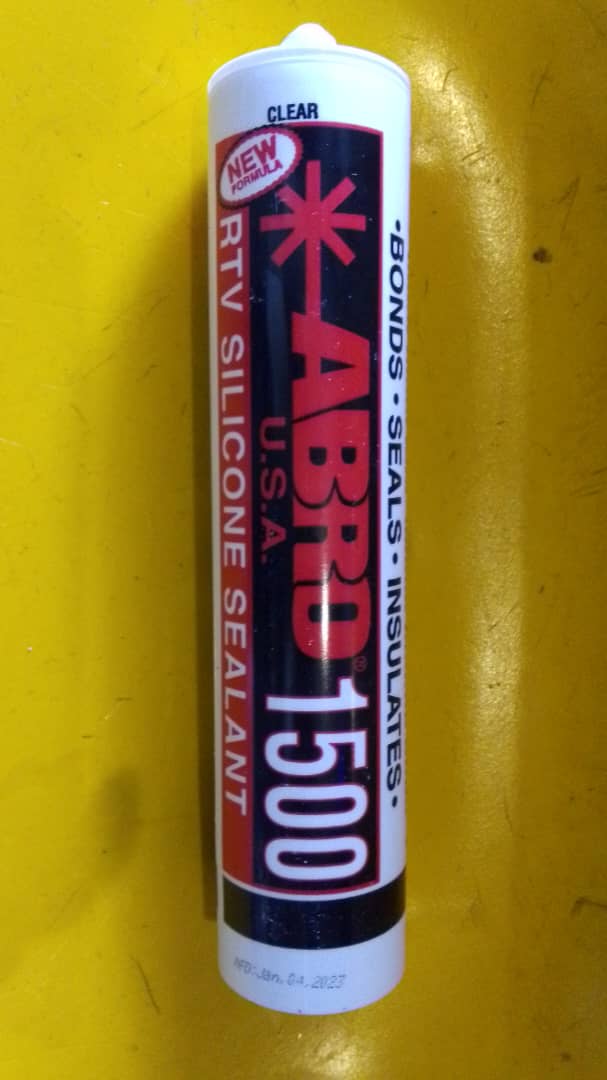 CLEAR
NEW
FORMULA
•BONDS • SEALS • INSULATES •
ABRO® 1500
U.S.A.
RTV SILICONE SEALANT
MFD:Jan.04,2023